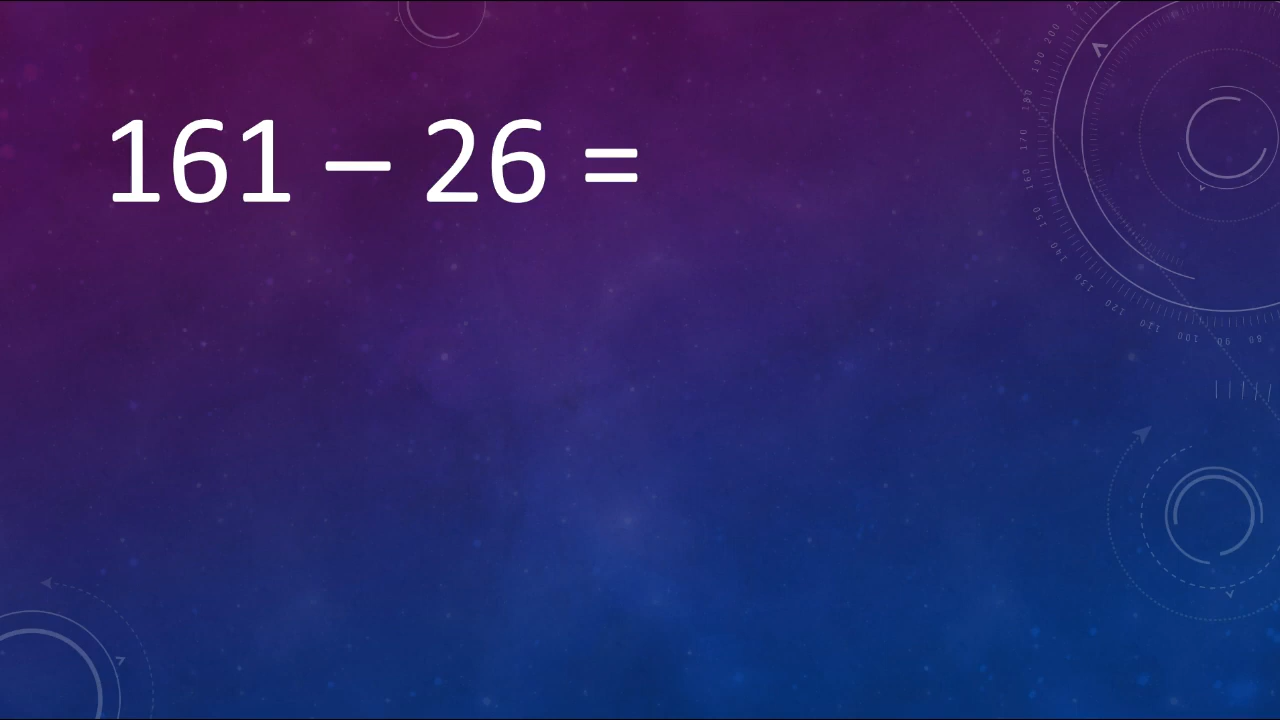 161 – 26 =